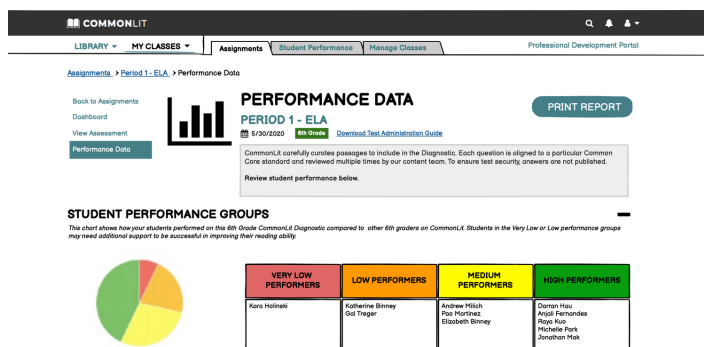 COMMONLIT
LIBRARY MY CLASSES Assignments Student Performance Manage Classes Professional Development Portal
Assignments > Period 1 - ELA > Performance Data
Back to Assignments
Dashboard
View Assessment
Performance Data
PERFORMANCE DATA
PERIOD 1 - ELA
5/30/2020 6th Grade Download Test Administration Guide
PRINT REPORT
CommonLit carefully curates passages to include in the Diagnostic. Each question is aligned to a particular Common
Core standard and reviewed multiple times by our content team. To ensure test security, answers are not published.
Review student performance below.
STUDENT PERFORMANCE GROUPS
This chart shows how your students performed on this 6th Grade CommonLit Diagnostic compared to other 6th graders on CommonLit. Students in the Very Low or Low performance groups
may need additional support to be successful in improving their reading ability.
VERY LOW
PERFORMERS
Kara Holinski
LOW PERFORMERS
Katherine Binney
Gal Treger
MEDIUM
PERFORMERS
Andrew Milich
Pao Martinez
Elizabeth Binney
HIGH PERFORMERS
Darran Hau
Anjali Fernandes
Raya Kuo
Michelle Park
Jonathan Mak